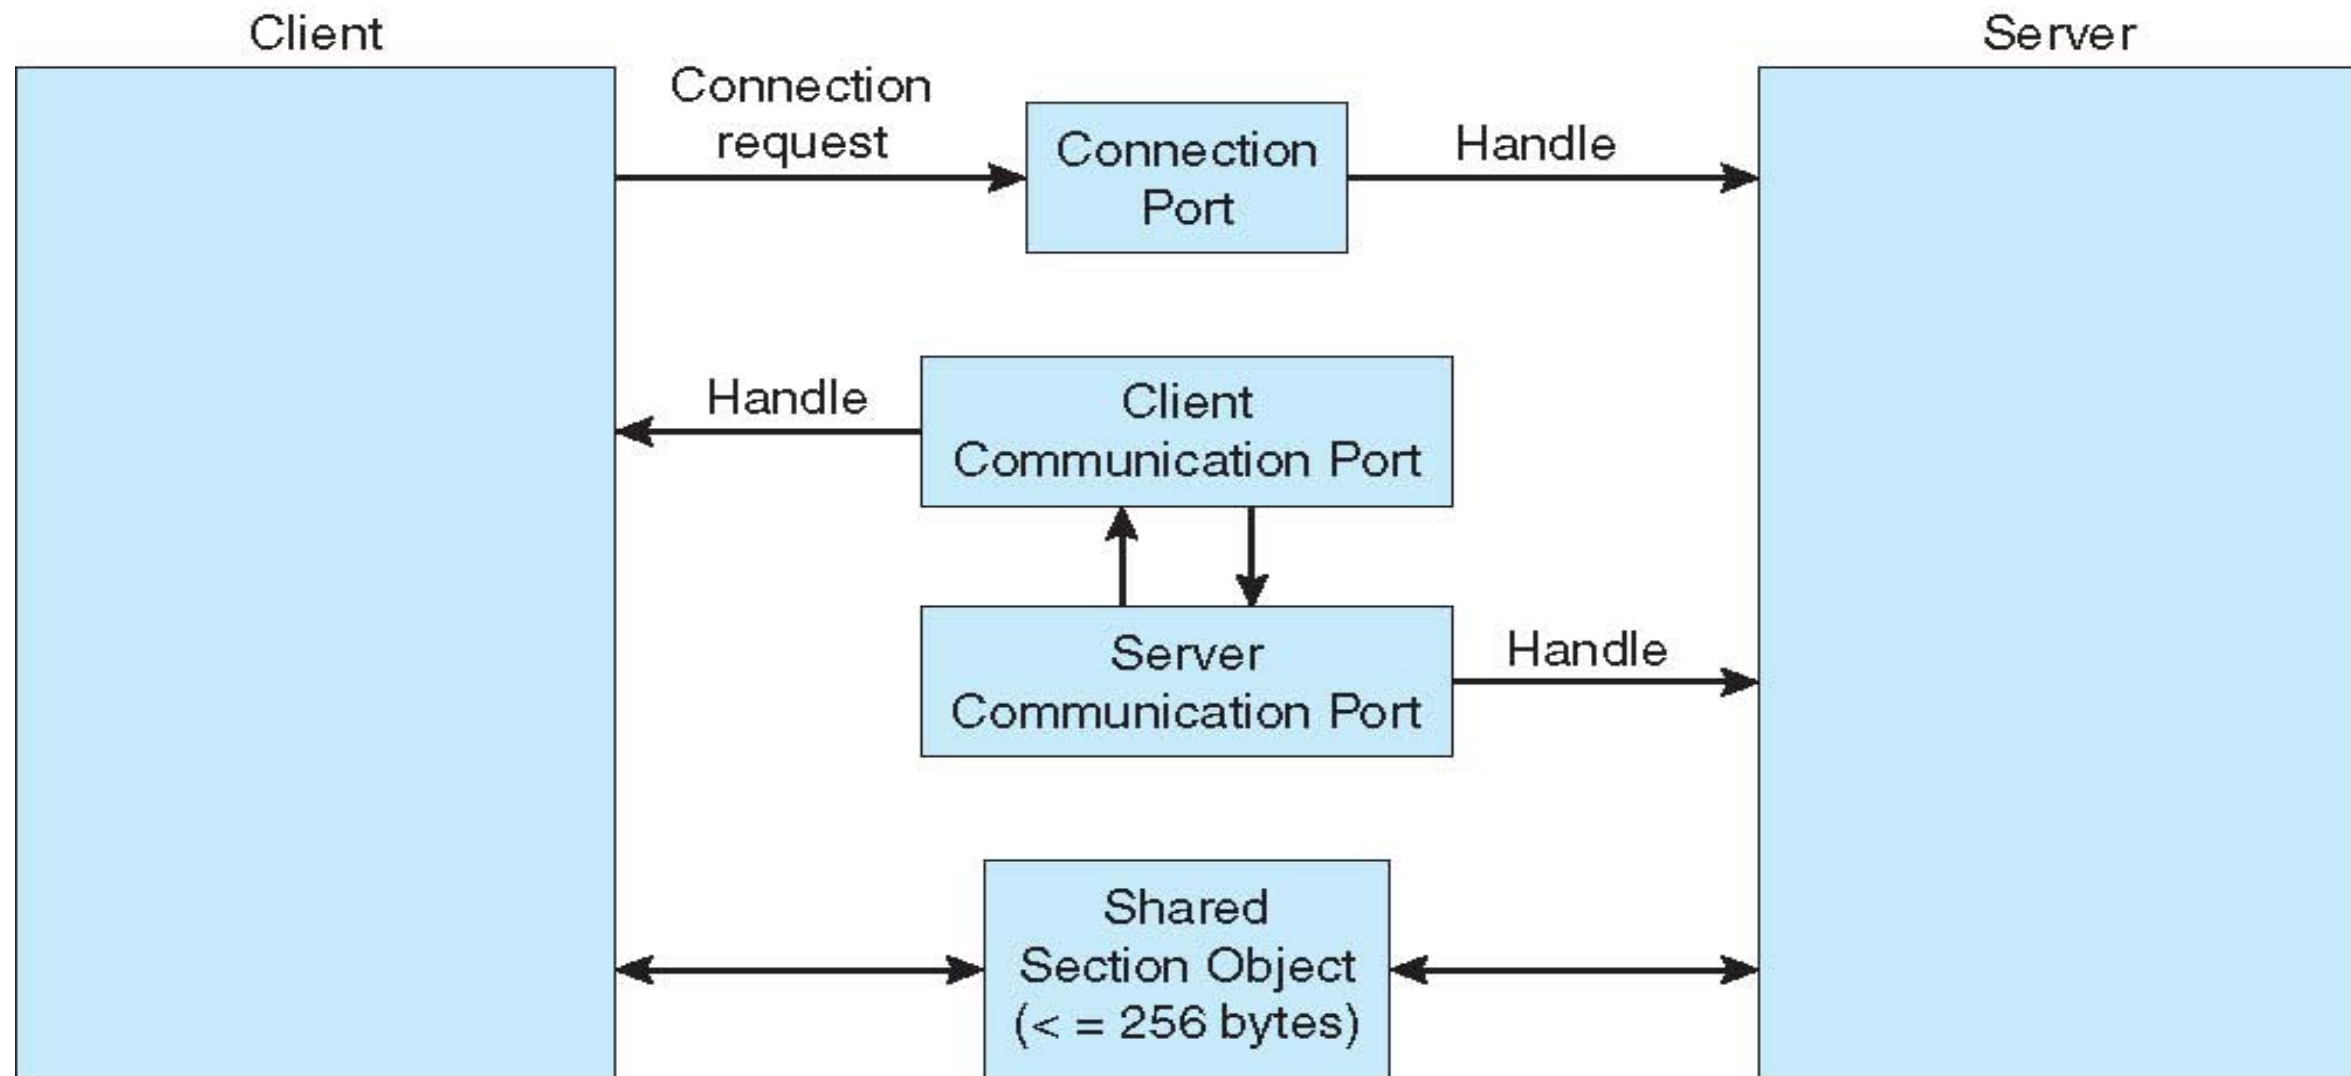 Client
Server
Connection
request
Connection
Port
Handle
Handle
Client
Communication Port
Server
Communication Port
Handle
Shared
Section Object
(< = 256 bytes)